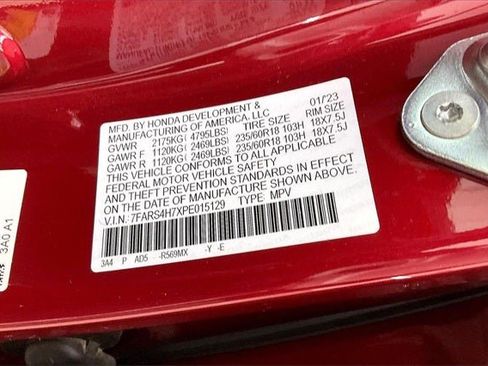 MFD. BY HONDA DEVELOPMENT & 01/23
MANUFACTURING OF AMERICA, LLC
TIRE SIZE RIM SIZE
GVWR 2175KG( 4795LBS)
GAWR F 1120KG( 2469LBS) 235/60R18 103H 18X7.5J
GAWR R 1120KG( 2469LBS) 235/60R18 103H 18X7.5J
THIS VEHICLE CONFORMS TO ALL APPLICABLE
FEDERAL MOTOR VEHICLE SAFETY
AND THEFT PREVENTION STANDARDS IN EFFECT
ON THE DATE OF MANUFACTURE SHOWN ABOVE.
V.I.N.: 7FARS4H7XPE015129 TYPE: MPV
3A4 P AD5 -R569MX -Y -E
3A0 A1